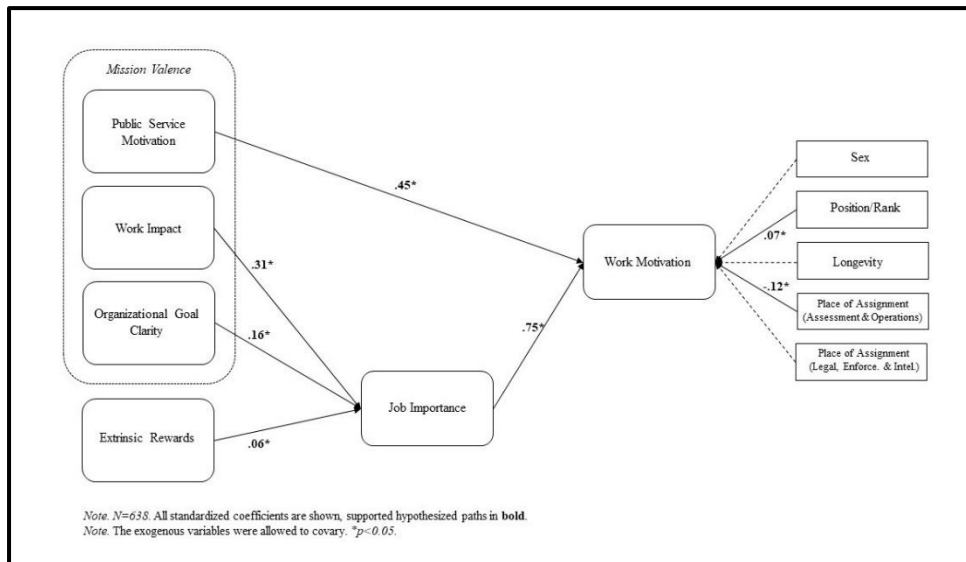 Mission Valence
Public Service
Motivation
Work Impact
Organizational Goal
Clarity
Extrinsic Rewards
.45*
.31*
.16*
.06*
Job Importance
.75*
Work Motivation
Sex
Position/Rank
.07*
Longevity
-.12*
Place of Assignment
(Assessment & Operations)
Place of Assignment
(Legal, Enforce. & Intel.)
Note. N=638. All standardized coefficients are shown, supported hypothesized paths in bold.
Note. The exogenous variables were allowed to covary. *p<0.05.